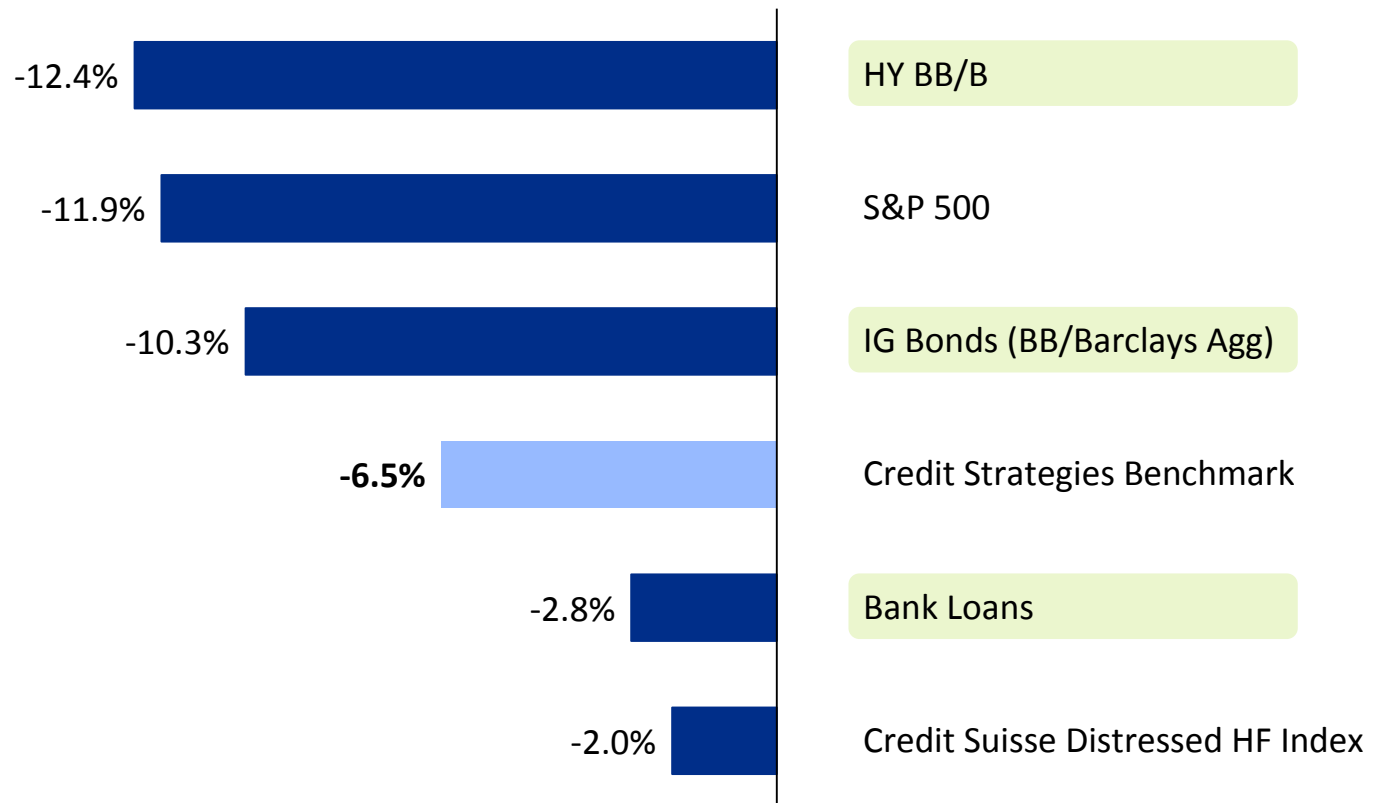 -12.4% HY BB/B
-11.9% S&P 500
-10.3% IG Bonds (BB/Barclays Agg)
-6.5% Credit Strategies Benchmark
-2.8% Bank Loans
-2.0% Credit Suisse Distressed HF Index